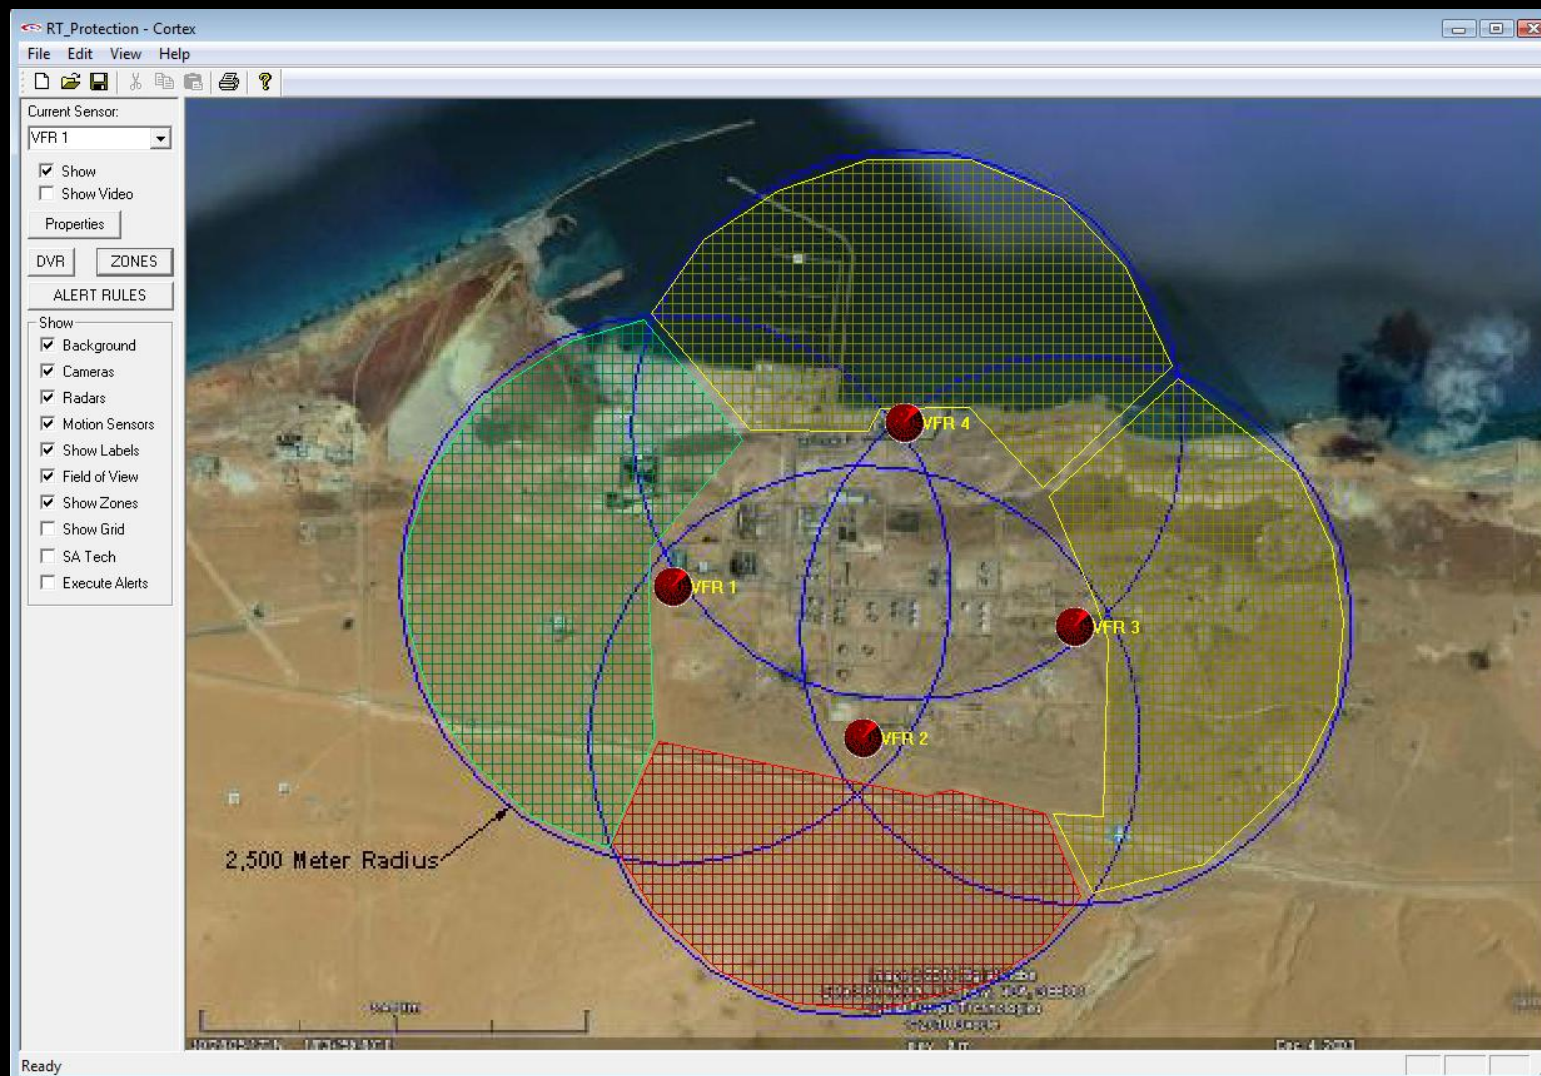 RT_Protection - Cortex
File Edit View Help
Current Sensor:
VFR 1
Show
Show Video
Properties
DVR ZONES
ALERT RULES
Show
Background
Cameras
Radars
Motion Sensors
Show Labels
Field of View
Show Zones
Show Grid
SA Tech
Execute Alerts
VFR 4
VFR 1
VFR 3
VFR 2
2,500 Meter Radius
Technologies
Ready